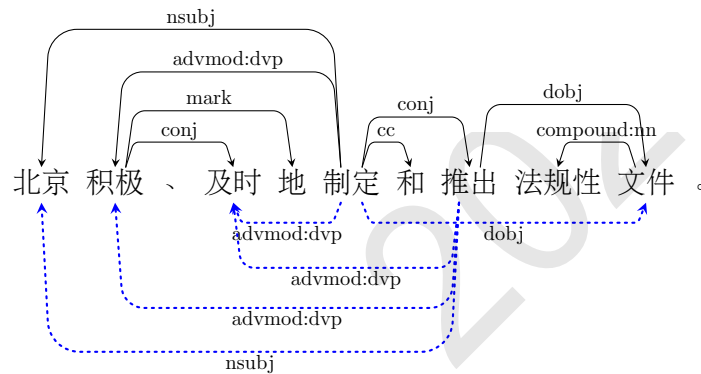 nsubj
advmod:dvp
mark
conj
dobj
conj
cc
compound:nn
北京 积极 、 及时 地 制定 和 推出 法规性 文件 。
advmod:dvp
dobj
advmod:dvp
advmod:dvp
nsubj
202